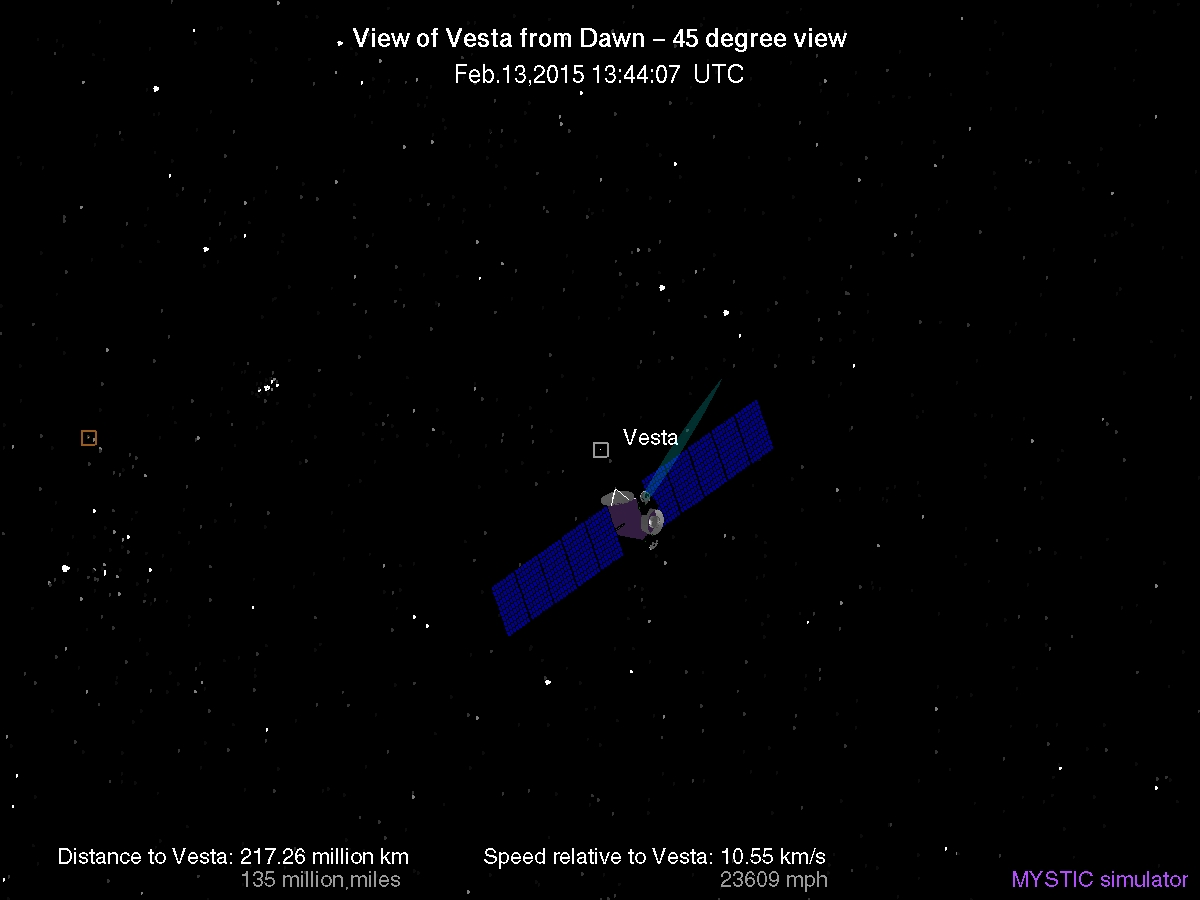 View of Vesta from Dawn – 45 degree view
Feb.13,2015 13:44:07 UTC
Vesta
Distance to Vesta: 217.26 million km
135 million miles
Speed relative to Vesta: 10.55 km/s
23609 mph
MYSTIC simulator